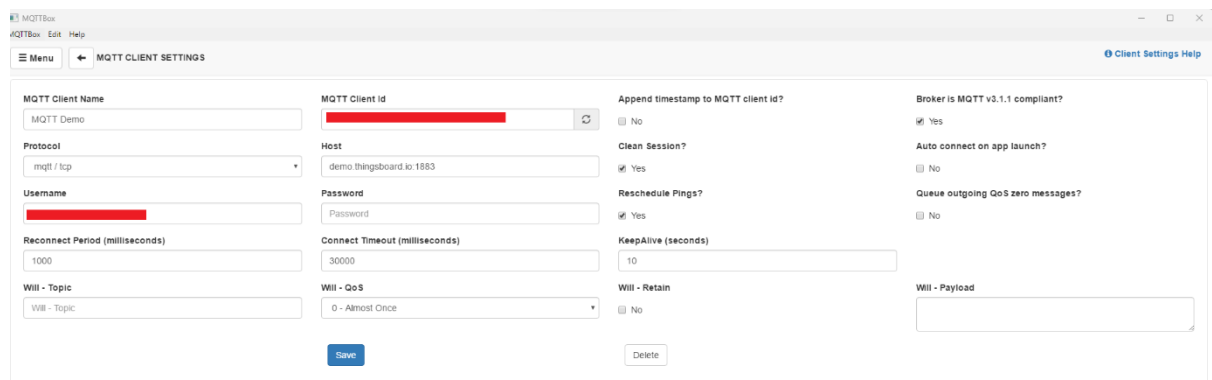 MQTTBox
MQTTBox Edit Help
Menu MQTT CLIENT SETTINGS Client Settings Help
MQTT Client Name MQTT Client Id Append timestamp to MQTT client id? Broker is MQTT v3.1.1 compliant?
MQTT Demo No Yes
Protocol Host Clean Session? Auto connect on app launch?
mqtt / tcp demo.thingsboard.io:1883 Yes No
Username Password Reschedule Pings? Queue outgoing QoS zero messages?
Password Yes No
Reconnect Period (milliseconds) Connect Timeout (milliseconds) KeepAlive (seconds)
1000 30000 10
Will - Topic Will - QoS Will - Retain Will - Payload
Will - Topic 0 - Almost Once No
Save Delete